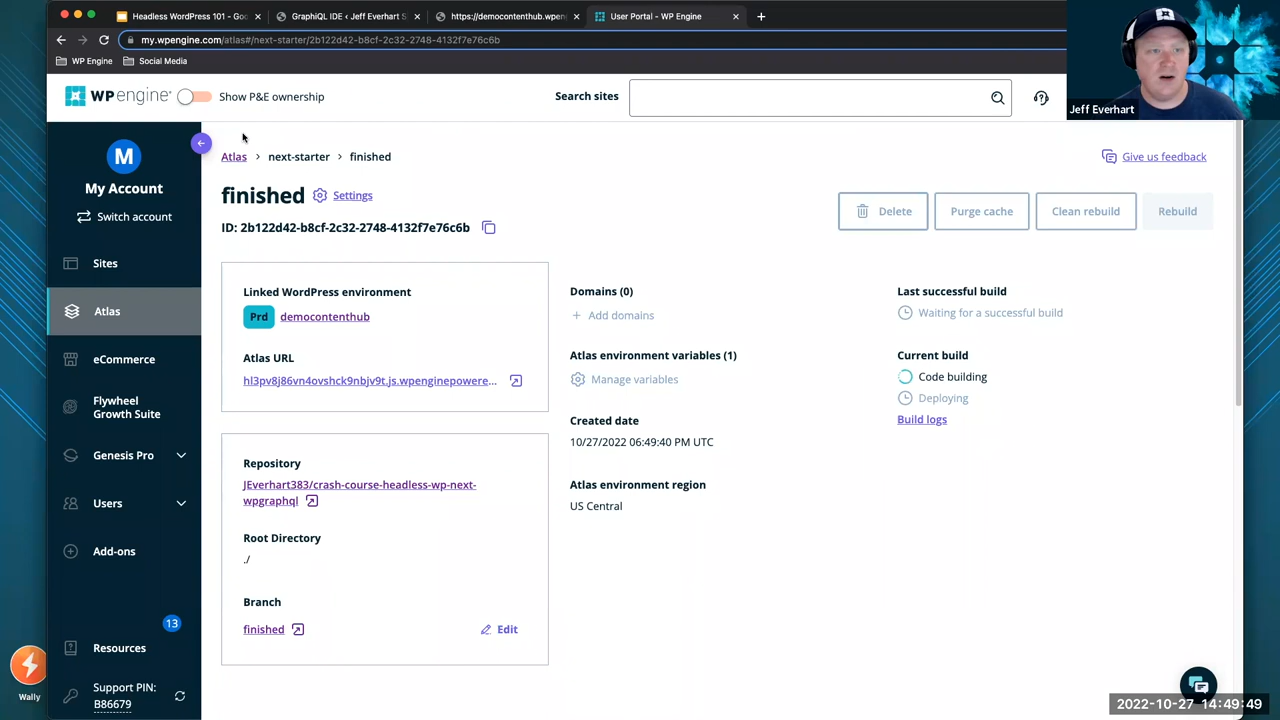 Headless WordPress 101 - Goo
GraphiQL IDE ‹ Jeff Everhart S
https://democontenthub.wpen
User Portal - WP Engine
my.wpengine.com/atlas#/next-starter/2b122d42-b8cf-2c32-2748-4132f7e76c6b
WP Engine
Social Media
Jeff Everhart
WPengine
Show P&E ownership
Search sites
M
My Account
Switch account
Sites
Atlas
eCommerce
Flywheel
Growth Suite
Genesis Pro
Users
Add-ons
13
Resources
Support PIN:
B86679
Wally
Atlas > next-starter > finished
Give us feedback
finished
Settings
ID: 2b122d42-b8cf-2c32-2748-4132f7e76c6b
Delete
Purge cache
Clean rebuild
Rebuild
Linked WordPress environment
Prd democontenthub
Atlas URL
hl3pv8j86vn4ovshck9nbjv9t.js.wpenginepowere...
Repository
JEverhart383/crash-course-headless-wp-next-
wpgraphql
Root Directory
./
Branch
finished
Edit
Domains (0)
+ Add domains
Atlas environment variables (1)
Manage variables
Created date
10/27/2022 06:49:40 PM UTC
Atlas environment region
US Central
Last successful build
Waiting for a successful build
Current build
Code building
Deploying
Build logs
2022-10-27 14:49:49